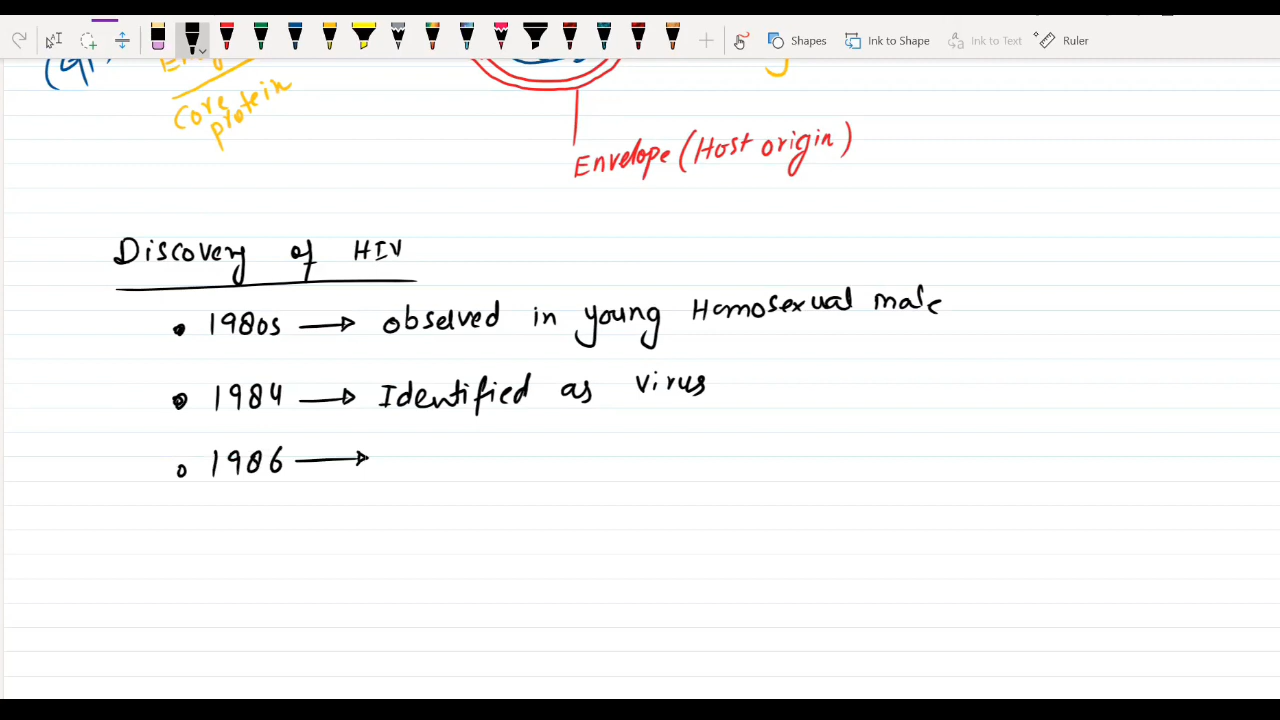 Shapes
Ink to Shape
Ink to Text
Ruler
Core
protein
Envelope (Host origin)
Discovery of HIV
• 1980s → observed in young Homosexual male
• 1984 → Identified as virus
◦ 1986 →